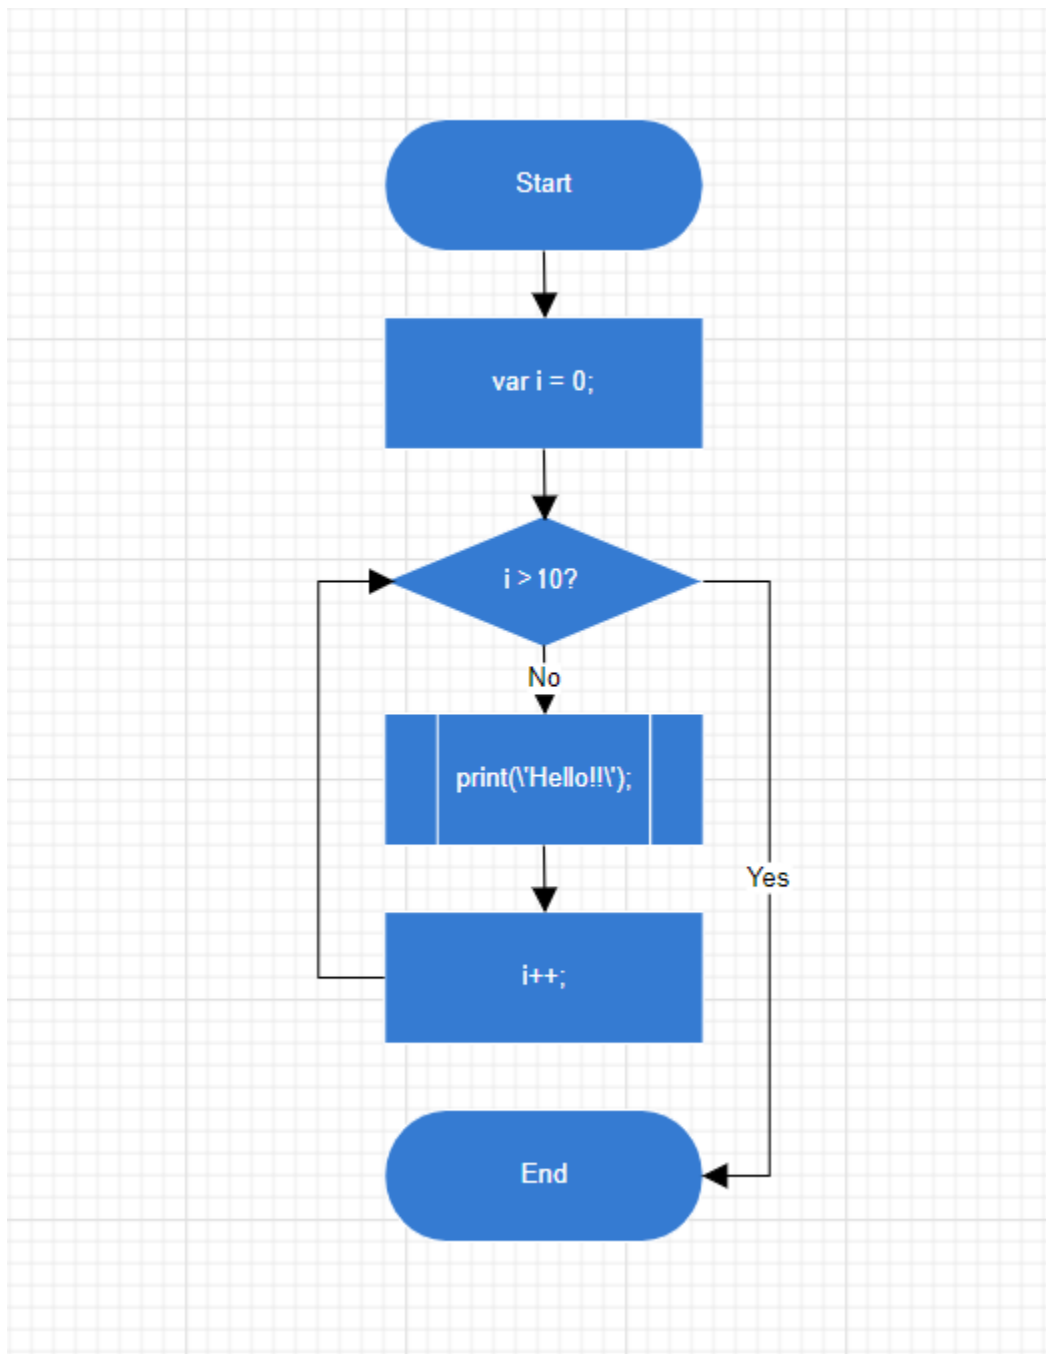 Start
var i = 0;
i >10?
No
print(\'Hello!!\');
Yes
i++;
End